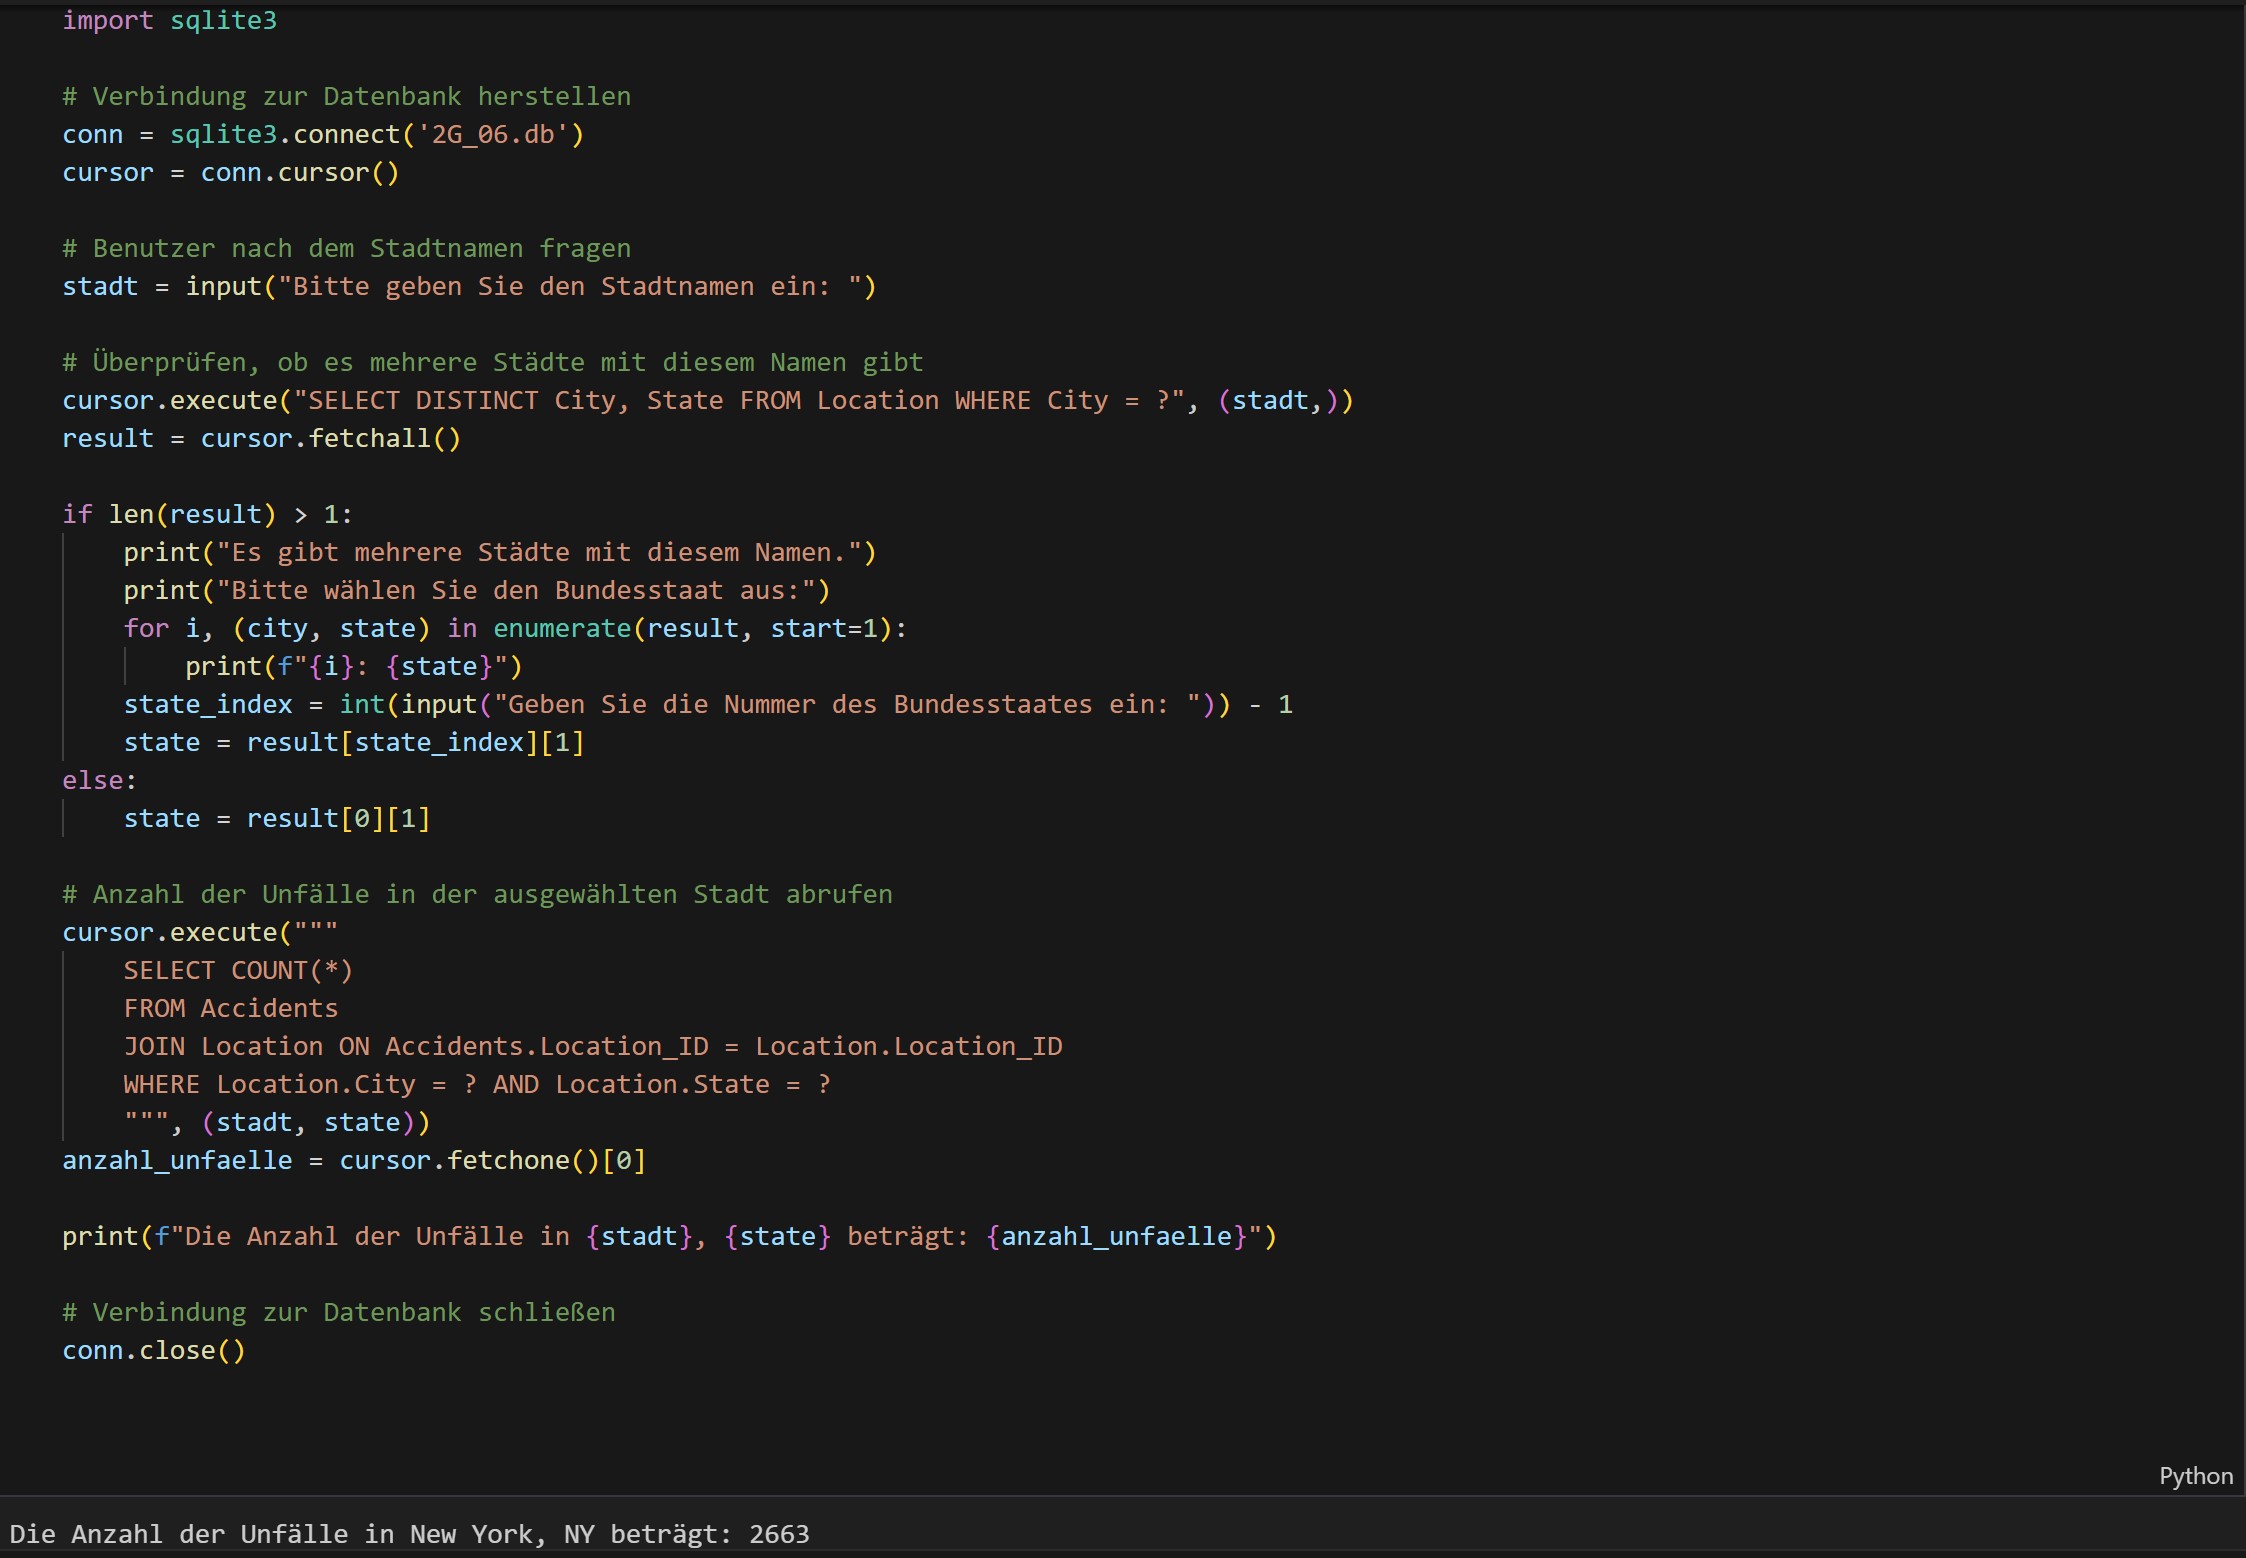 import sqlite3
# Verbindung zur Datenbank herstellen
conn = sqlite3.connect('2G_06.db')
cursor = conn.cursor()
# Benutzer nach dem Stadtnamen fragen
stadt = input("Bitte geben Sie den Stadtnamen ein: ")
# Überprüfen, ob es mehrere Städte mit diesem Namen gibt
cursor.execute("SELECT DISTINCT City, State FROM Location WHERE City = ?", (stadt,))
result = cursor.fetchall()
if len(result) > 1:
    print("Es gibt mehrere Städte mit diesem Namen.")
    print("Bitte wählen Sie den Bundesstaat aus:")
    for i, (city, state) in enumerate(result, start=1):
        print(f"{i}: {state}")
    state_index = int(input("Geben Sie die Nummer des Bundesstaates ein: ")) - 1
    state = result[state_index][1]
else:
    state = result[0][1]
# Anzahl der Unfälle in der ausgewählten Stadt abrufen
cursor.execute("""
    SELECT COUNT(*)
    FROM Accidents
    JOIN Location ON Accidents.Location_ID = Location.Location_ID
    WHERE Location.City = ? AND Location.State = ?
    """, (stadt, state))
anzahl_unfaelle = cursor.fetchone()[0]
print(f"Die Anzahl der Unfälle in {stadt}, {state} beträgt: {anzahl_unfaelle}")
# Verbindung zur Datenbank schließen
conn.close()
Python
Die Anzahl der Unfälle in New York, NY beträgt: 2663